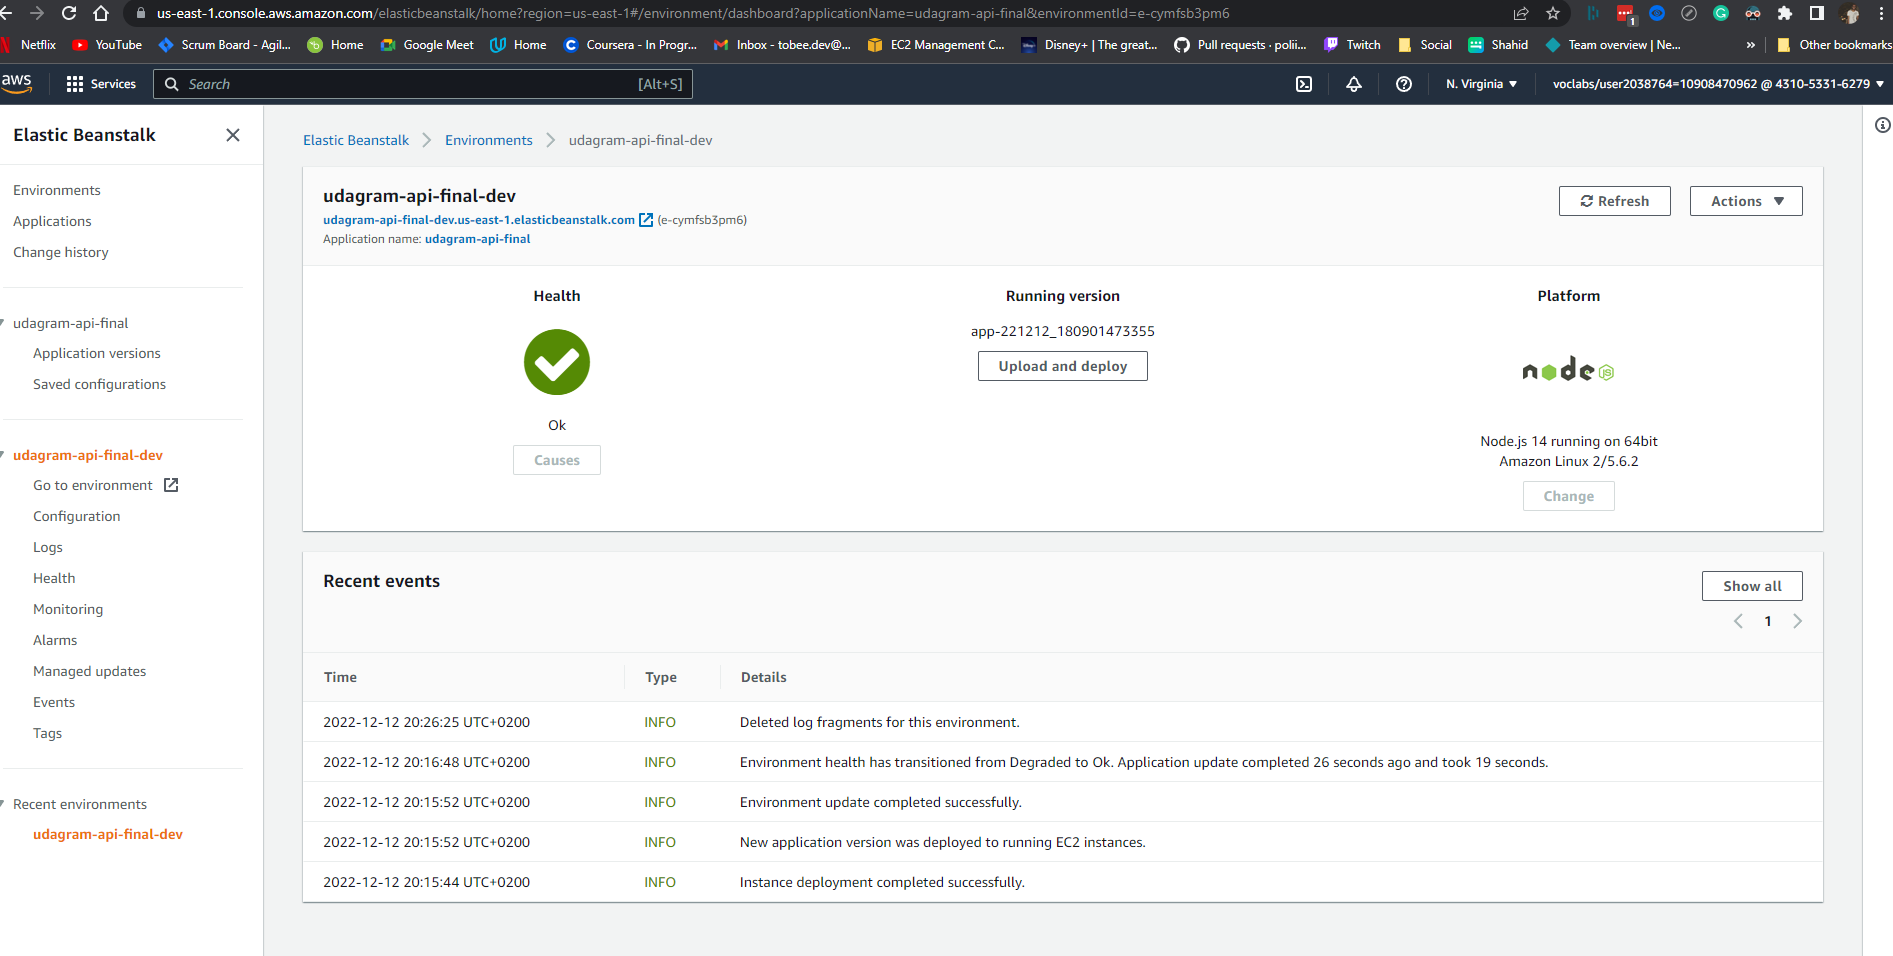 us-east-1.console.aws.amazon.com/elasticbeanstalk/home?region=us-east-1#/environment/dashboard?applicationName=udagram-api-final&environmentId=e-cymfsb3pm6
Netflix YouTube Scrum Board - Agil... Home Google Meet Home Coursera - In Progr... Inbox - tobee.dev@... EC2 Management C... Disney+ | The great... Pull requests · polii... Twitch Social Shahid Team overview | Ne... » Other bookmarks
aws Services Search [Alt+S] N. Virginia voclabs/user2038764=10908470962 @ 4310-5331-6279
Elastic Beanstalk
Environments
Applications
Change history
udagram-api-final
Application versions
Saved configurations
udagram-api-final-dev
Go to environment
Configuration
Logs
Health
Monitoring
Alarms
Managed updates
Events
Tags
Recent environments
udagram-api-final-dev
Elastic Beanstalk Environments udagram-api-final-dev
udagram-api-final-dev
udagram-api-final-dev.us-east-1.elasticbeanstalk.com (e-cymfsb3pm6)
Application name: udagram-api-final
Refresh Actions
Health
Ok
Causes
Running version
app-221212_180901473355
Upload and deploy
Platform
node JS
Node.js 14 running on 64bit
Amazon Linux 2/5.6.2
Change
Recent events
Show all
1
Time Type Details
2022-12-12 20:26:25 UTC+0200 INFO Deleted log fragments for this environment.
2022-12-12 20:16:48 UTC+0200 INFO Environment health has transitioned from Degraded to Ok. Application update completed 26 seconds ago and took 19 seconds.
2022-12-12 20:15:52 UTC+0200 INFO Environment update completed successfully.
2022-12-12 20:15:52 UTC+0200 INFO New application version was deployed to running EC2 instances.
2022-12-12 20:15:44 UTC+0200 INFO Instance deployment completed successfully.